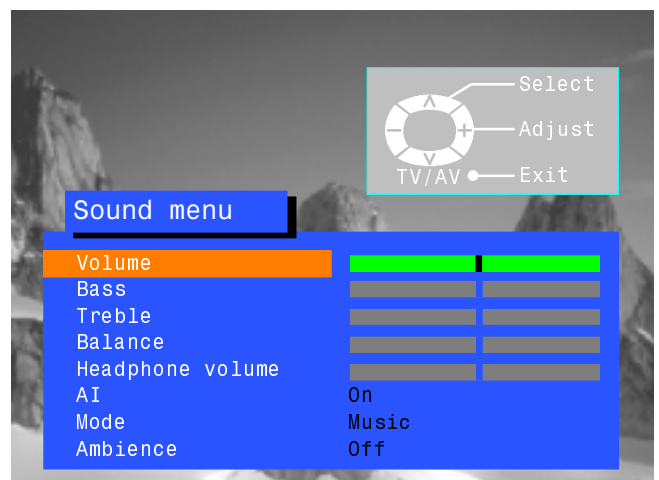 Select
Adjust
TV/AV Exit
Sound menu
Volume
Bass
Treble
Balance
Headphone volume
AI On
Mode Music
Ambience Off